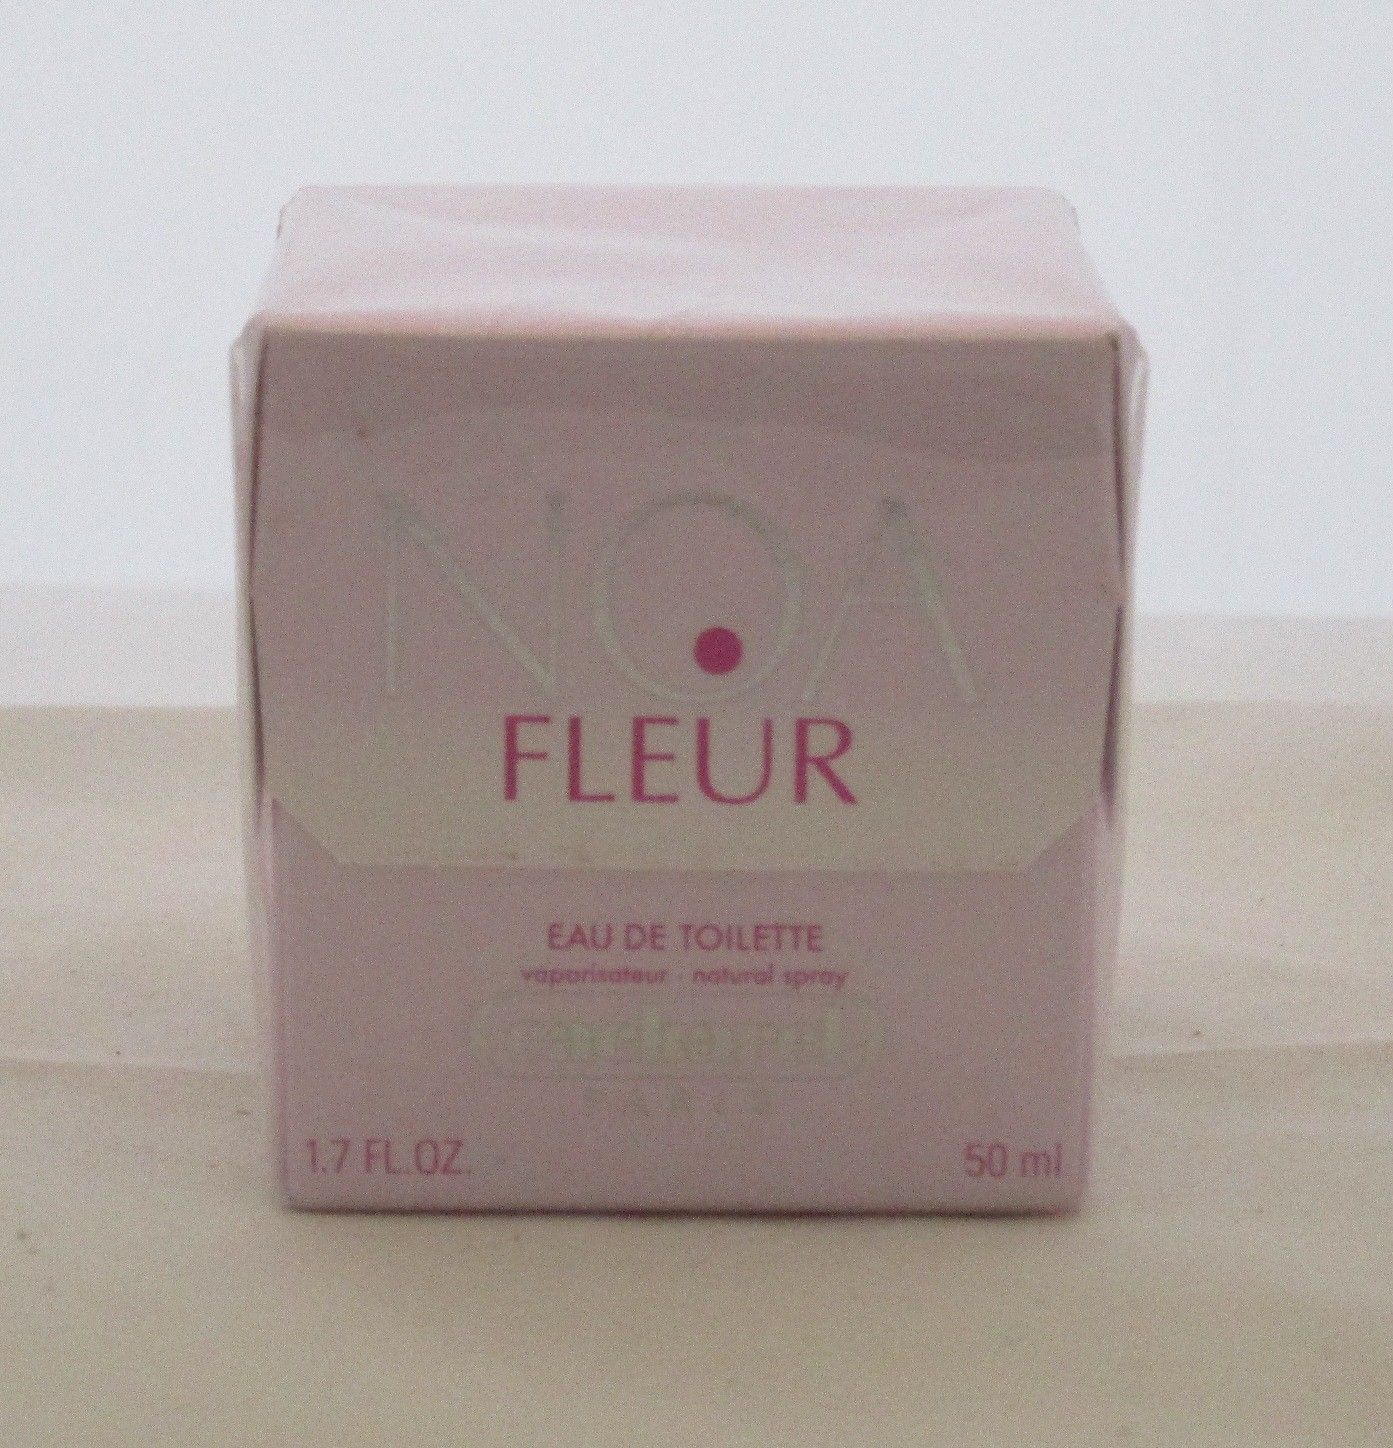 NOA
FLEUR
EAU DE TOILETTE
vaporisateur · natural spray
cacharel
PARIS
1.7 FL.OZ. 50 ml